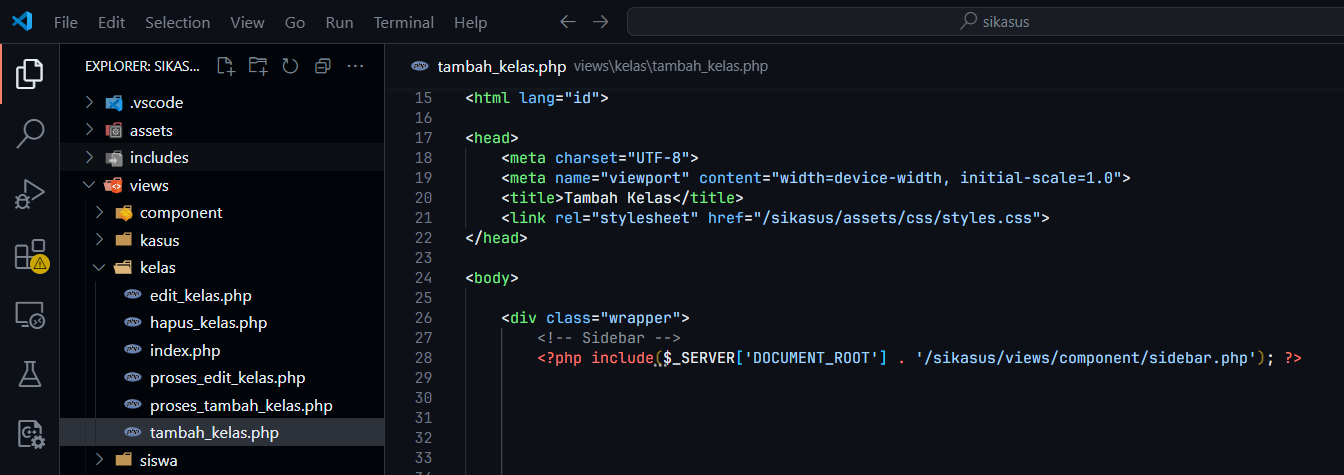 File Edit Selection View Go Run Terminal Help
sikasus
EXPLORER: SIKAS...
.vscode
assets
includes
views
component
kasus
kelas
edit_kelas.php
hapus_kelas.php
index.php
proses_edit_kelas.php
proses_tambah_kelas.php
tambah_kelas.php
siswa
tambah_kelas.php views\kelas\tambah_kelas.php
15 <html lang="id">
16
17 <head>
18 <meta charset="UTF-8">
19 <meta name="viewport" content="width=device-width, initial-scale=1.0">
20 <title>Tambah Kelas</title>
21 <link rel="stylesheet" href="/sikasus/assets/css/styles.css">
22 </head>
23
24 <body>
25
26 <div class="wrapper">
27 <!-- Sidebar -->
28 <?php include($_SERVER['DOCUMENT_ROOT'] . '/sikasus/views/component/sidebar.php'); ?>
29
30
31
32
33